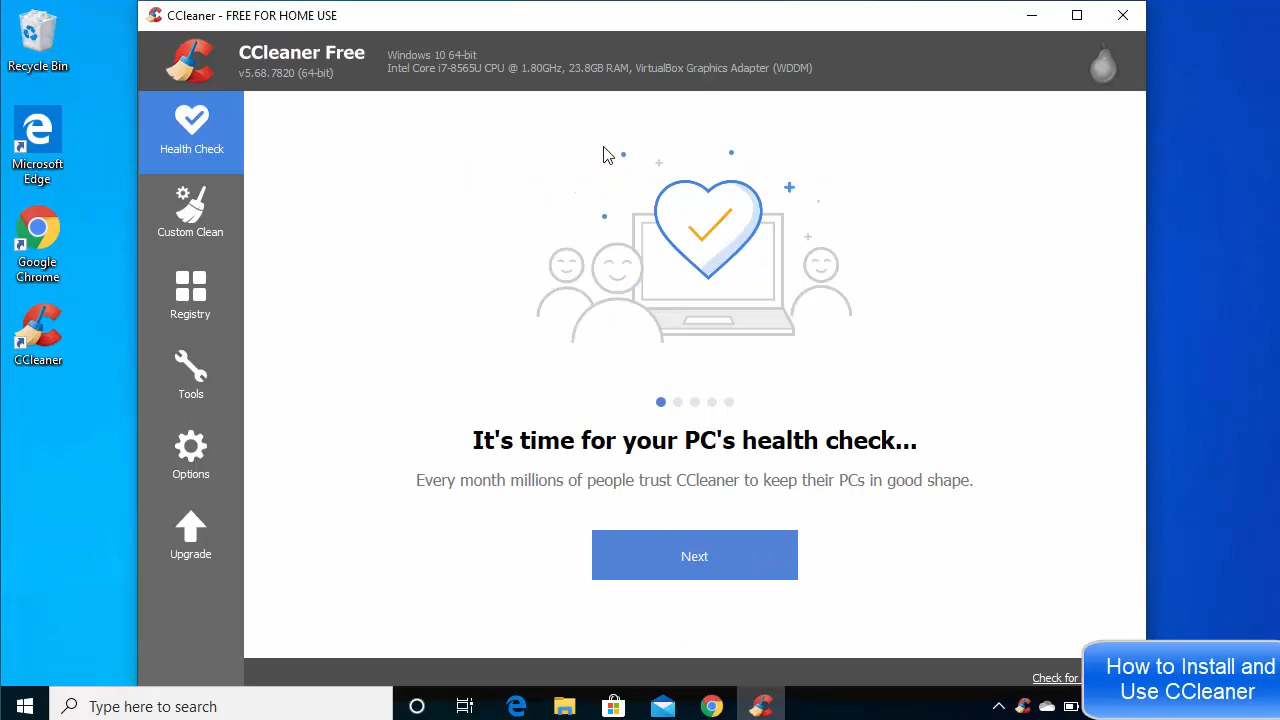 CCleaner - FREE FOR HOME USE
CCleaner Free
v5.68.7820 (64-bit)
Windows 10 64-bit
Intel Core i7-8565U CPU @ 1.80GHz, 23.8GB RAM, VirtualBox Graphics Adapter (WDDM)
Recycle Bin
Microsoft
Edge
Google
Chrome
CCleaner
Health Check
Custom Clean
Registry
Tools
Options
Upgrade
It's time for your PC's health check...
Every month millions of people trust CCleaner to keep their PCs in good shape.
Next
Check for
How to Install and
Use CCleaner
Type here to search